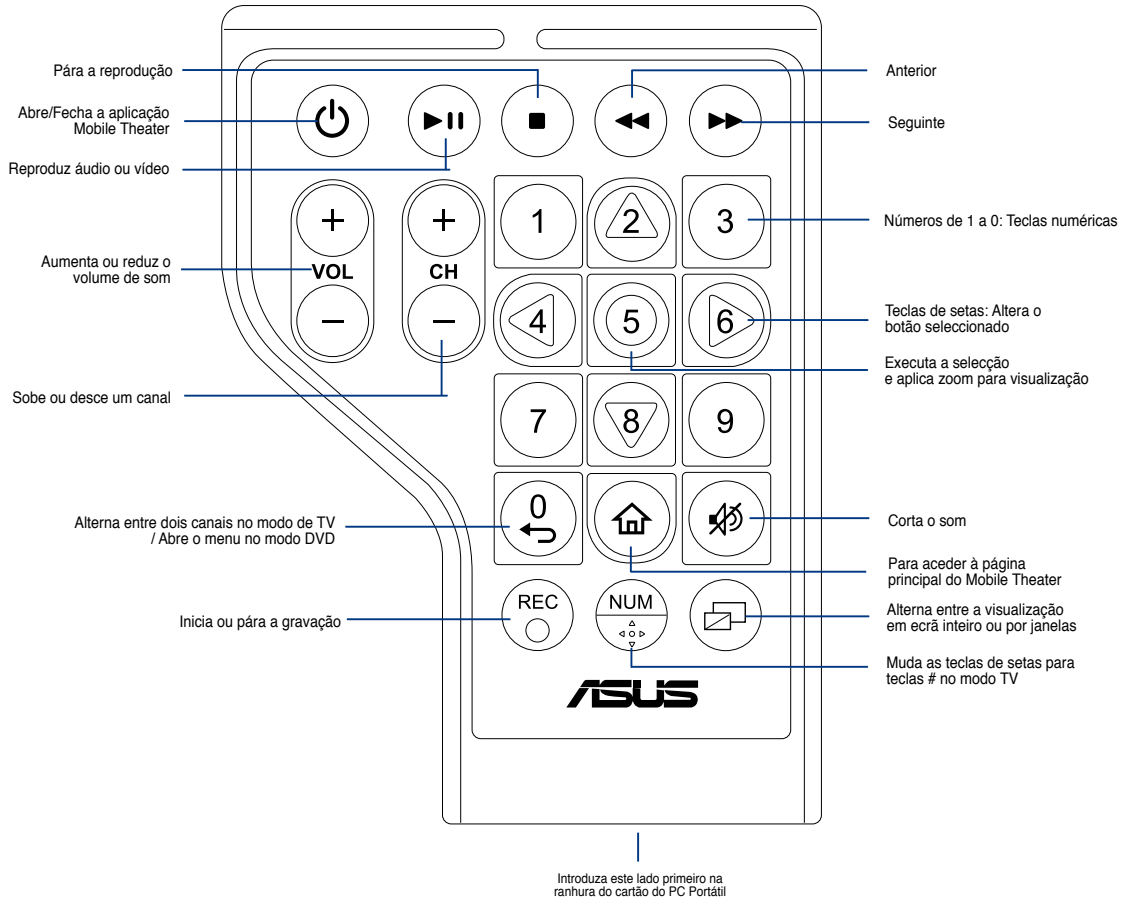 Pára a reprodução
Abre/Fecha a aplicação
Mobile Theater
Reproduz áudio ou vídeo
Aumenta ou reduz o
volume de som
Sobe ou desce um canal
Alterna entre dois canais no modo de TV
/ Abre o menu no modo DVD
Inicia ou pára a gravação
+
VOL
−
+
CH
−
1
2
3
4
5
6
7
8
9
0
REC
NUM
ASUS
Anterior
Seguinte
Números de 1 a 0: Teclas numéricas
Teclas de setas: Altera o
botão seleccionado
Executa a selecção
e aplica zoom para visualização
Corta o som
Para aceder à página
principal do Mobile Theater
Alterna entre a visualização
em ecrã inteiro ou por janelas
Muda as teclas de setas para
teclas # no modo TV
Introduza este lado primeiro na
ranhura do cartão do PC Portátil